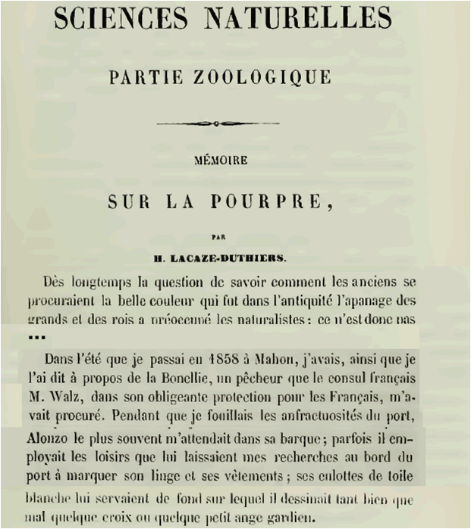 SCIENCES NATURELLES
PARTIE ZOOLOGIQUE
MÉMOIRE
SUR LA POURPRE,
PAR
H. LACAZE-DUTHIERS.
Dès longtemps la question de savoir comment les anciens se
procuraient la belle couleur qui fut dans l'antiquité l'apanage des
grands et des rois a préoccupé les naturalistes: ce n'est donc pas
...
Dans l'été que je passai en 1858 à Mahon, j'avais, ainsi que je
l'ai dit à propos de la Bonellie, un pêcheur que le consul français
M. Walz, dans son obligeante protection pour les Français, m'a-
vait procuré. Pendant que je fouillais les anfractuosités du port,
Alonzo le plus souvent m'attendait dans sa barque; parfois il em-
ployait les loisirs que lui laissaient mes recherches au bord du
port à marquer son linge et ses vêtements; ses culottes de toile
blanche lui servaient de fond sur lequel il dessinait tant bien que
mal quelque croix ou quelque petit ange gardien.